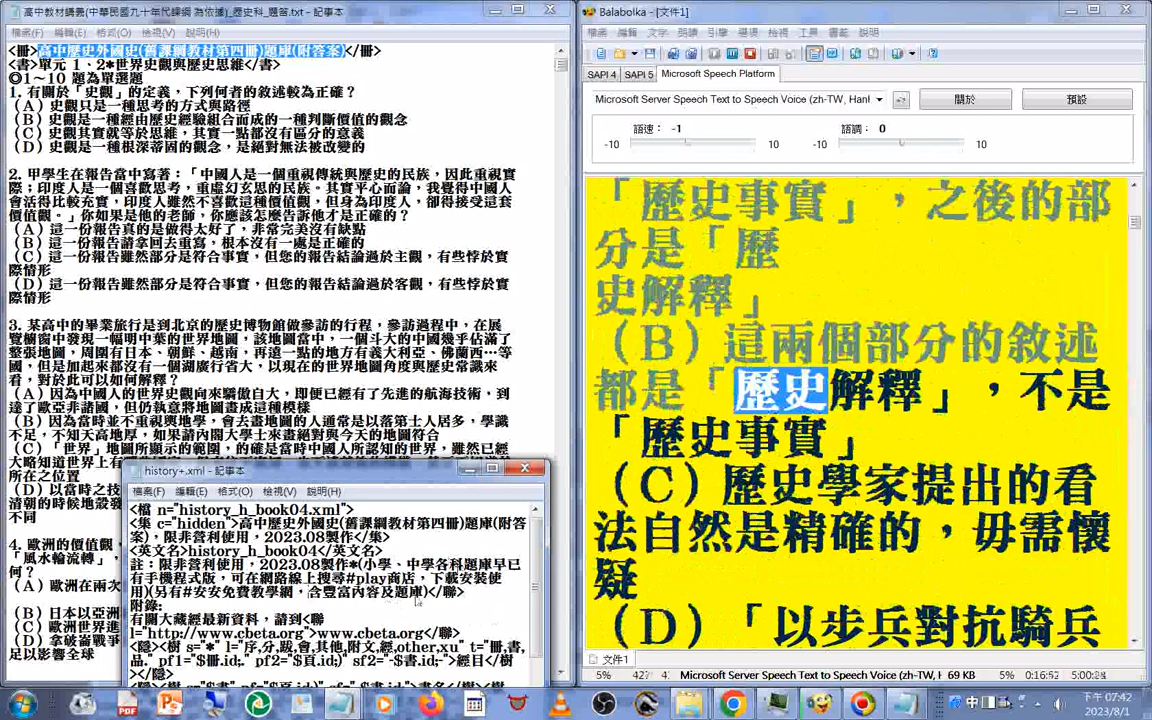 高中教材講義(中華民國九十年代課綱 為依據)_歷史科_題答.txt - 記事本
檔案(F) 編輯(E) 格式(O) 檢視(V) 說明(H)
<冊>高中歷史外國史(舊課綱教材第四冊)題庫(附答案)</冊>
<書>單元 1、2*世界史觀與歷史思維</書>
◎1～10 題為單選題
1. 有關於「史觀」的定義，下列何者的敘述較為正確？
(A) 史觀只是一種思考的方式與路徑
(B) 史觀是一種經由歷史經驗組合而成的一種判斷價值的觀念
(C) 史觀其實就等於思維，其實一點都沒有區分的意義
(D) 史觀是一種根深蒂固的觀念，是絕對無法被改變的
2. 甲學生在報告當中寫著：「中國人是一個重視傳統與歷史的民族，因此重視實
際；印度人是一個喜歡思考，重虛幻玄思的民族。其實平心而論，我覺得中國人
會活得比較充實，印度人雖然不喜歡這種價值觀，但身為印度人，卻得接受這套
價值觀。」你如果是他的老師，你應該怎麼告訴他才是正確的？
(A) 這一份報告真的是做得太好了，非常完美沒有缺點
(B) 這一份報告請拿回去重寫，根本沒有一處是正確的
(C) 這一份報告雖然部分是符合事實，但您的報告結論過於主觀，有些悖於實
際情形
(D) 這一份報告雖然部分是符合事實，但您的報告結論過於客觀，有些悖於實
際情形
3. 某高中的畢業旅行是到北京的歷史博物館做參訪的行程，參訪過程中，在展
覽櫥窗中發現一幅明中葉的世界地圖，該地圖當中，一個斗大的中國幾乎佔滿了
整張地圖，周圍有日本、朝鮮、越南，再遠一點的地方有義大利亞、佛蘭西…等
國，但是加起來都沒有一個湖廣行省大，以現在的世界地圖角度與歷史常識來
看，對於此可以如何解釋？
(A) 因為中國人的世界史觀向來驕傲自大，即便已經有了先進的航海技術，到
達了歐亞非諸國，但仍執意將地圖畫成這種模樣
(B) 因為當時並不重視輿地學，會去畫地圖的人通常是以落第士人居多，學識
不足，不知天高地厚，如果請內閣大學士來畫絕對與今天的地圖符合
(C) 「世界」地圖所顯示的範圍，的確是當時中國人所認知的世界，雖然已經
大略知道世界上有
所在之位置
(D) 以當時之技
清朝的時候地殼發
不同
4. 歐洲的價值觀
「風水輪流轉」，
何？
(A) 歐洲在兩次
(B) 日本以亞洲
(C) 歐洲世界進
(D) 拿破崙戰爭
足以影響全球
history+.xml - 記事本
檔案(F) 編輯(E) 格式(O) 檢視(V) 說明(H)
<檔 n="history_h_book04.xml">
<集 c="hidden">高中歷史外國史(舊課綱教材第四冊)題庫(附答
案)，限非營利使用，2023.08製作</集>
<英文名>history_h_book04</英文名>
註：限非營利使用，2023.08製作*(小學、中學各科題庫早已
有手機程式版，可在網路線上搜尋#play商店，下載安裝使
用)(另有#安安免費教學網，含豐富內容及題庫)</聯>
附錄:
有關大藏經最新資料，請到<聯
l="http://www.cbeta.org">www.cbeta.org</聯>
<隱><樹 s="*" l="序,分,跋,會,其他,附文,經,other,xu" t="冊,書,
品," pf1="$冊.id;," pf2="$頁.id;)" sf2="-$書.id;-">經目</樹
></隱>
Balabolka - [文件1]
檔案 編輯 文字 朗讀 引擎 選項 檢視 工具 書籤 說明
SAPI 4 SAPI 5 Microsoft Speech Platform
Microsoft Server Speech Text to Speech Voice (zh-TW, Hanl
關於 預設
語速： -1 語調： 0
-10 10 -10 10
「歷史事實」，之後的部
分是「歷
史解釋」
(B) 這兩個部分的敘述
都是「歷史解釋」，不是
「歷史事實」
(C) 歷史學家提出的看
法自然是精確的，毋需懷
疑
(D) 「以步兵對抗騎兵
文件1
5% Microsoft Server Speech Text to Speech Voice (zh-TW, H 69 KB 5% 0:16:52 5:00:24
下午 07:42
2023/8/1